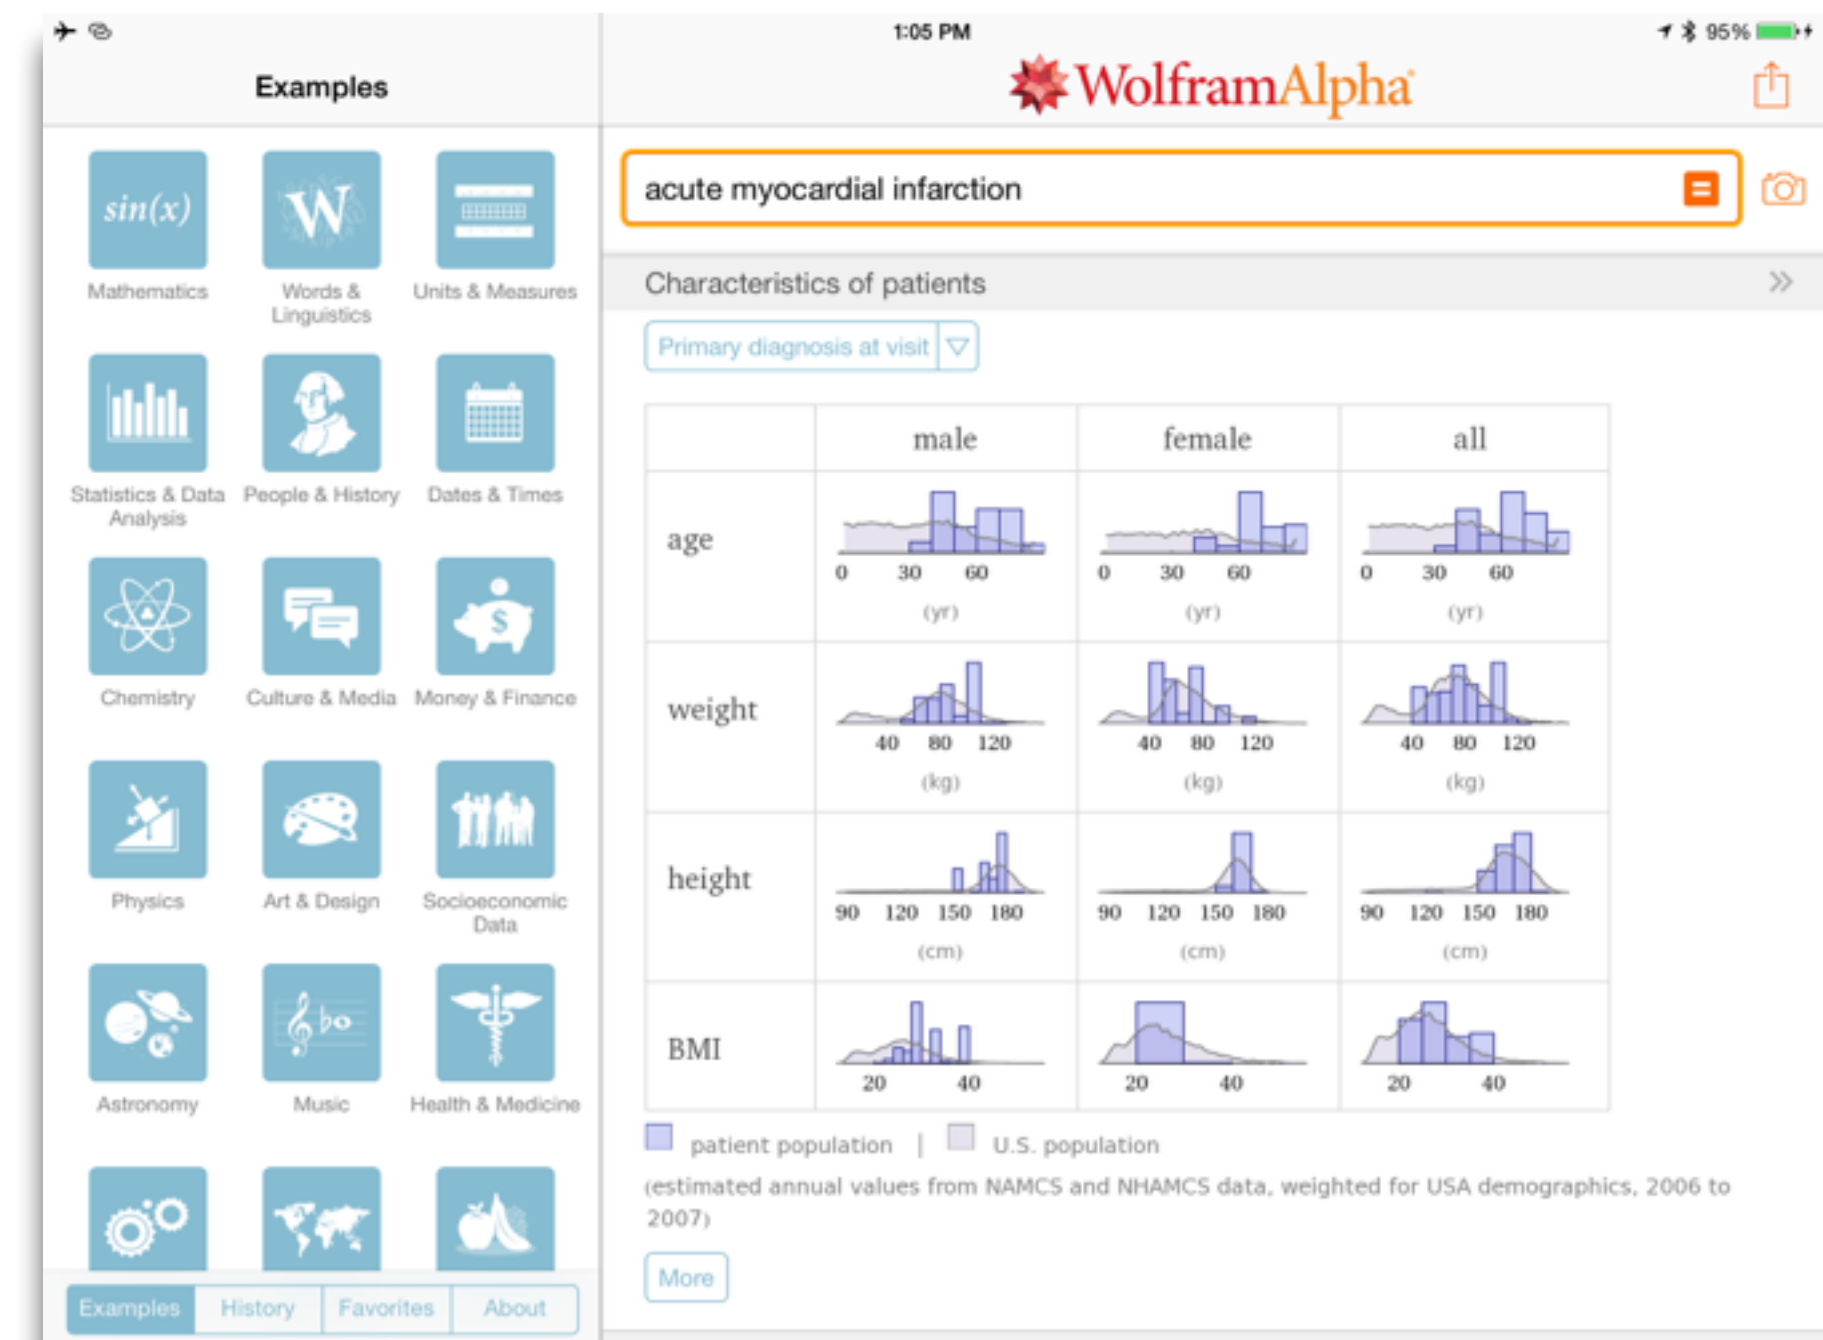 1:05 PM
95%
Examples
WolframAlpha
sin(x)
W
Mathematics
Words &
Linguistics
Units & Measures
Statistics & Data
Analysis
People & History
Dates & Times
$
Chemistry
Culture & Media
Money & Finance
Physics
Art & Design
Socioeconomic
Data
Astronomy
Music
Health & Medicine
Examples
History
Favorites
About
acute myocardial infarction
=
Characteristics of patients
Primary diagnosis at visit
male female all
age
0 30 60
(yr)
0 30 60
(yr)
0 30 60
(yr)
weight
40 80 120
(kg)
40 80 120
(kg)
40 80 120
(kg)
height
90 120 150 180
(cm)
90 120 150 180
(cm)
90 120 150 180
(cm)
BMI
20 40
20 40
20 40
patient population | U.S. population
(estimated annual values from NAMCS and NHAMCS data, weighted for USA demographics, 2006 to
2007)
More